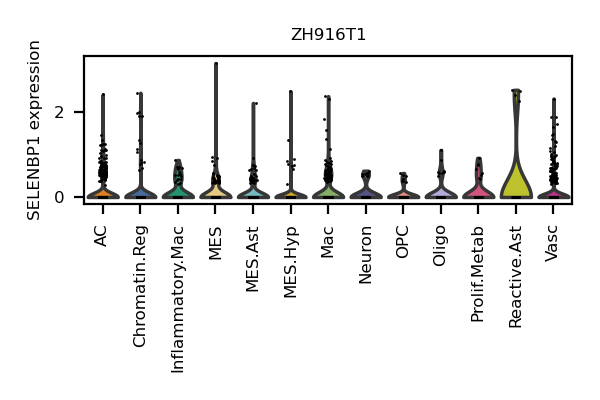 ZH916T1
SELENBP1 expression
2
0
AC
Chromatin.Reg
Inflammatory.Mac
MES
MES.Ast
MES.Hyp
Mac
Neuron
OPC
Oligo
Prolif.Metab
Reactive.Ast
Vasc